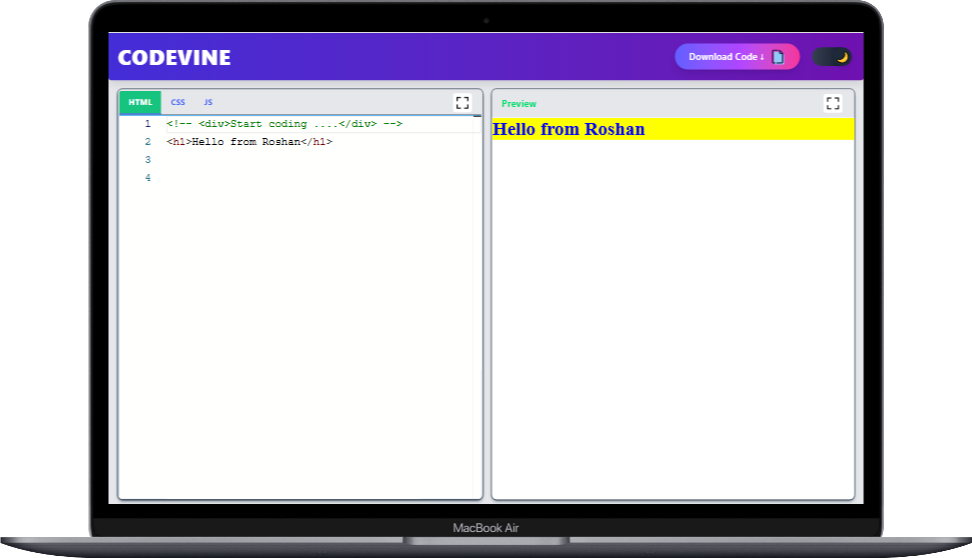 CODEVINE
Download Code ↓
HTML CSS JS
Preview
1 <!-- <div>Start coding ....</div> -->
2 <h1>Hello from Roshan</h1>
3
4
Hello from Roshan
MacBook Air